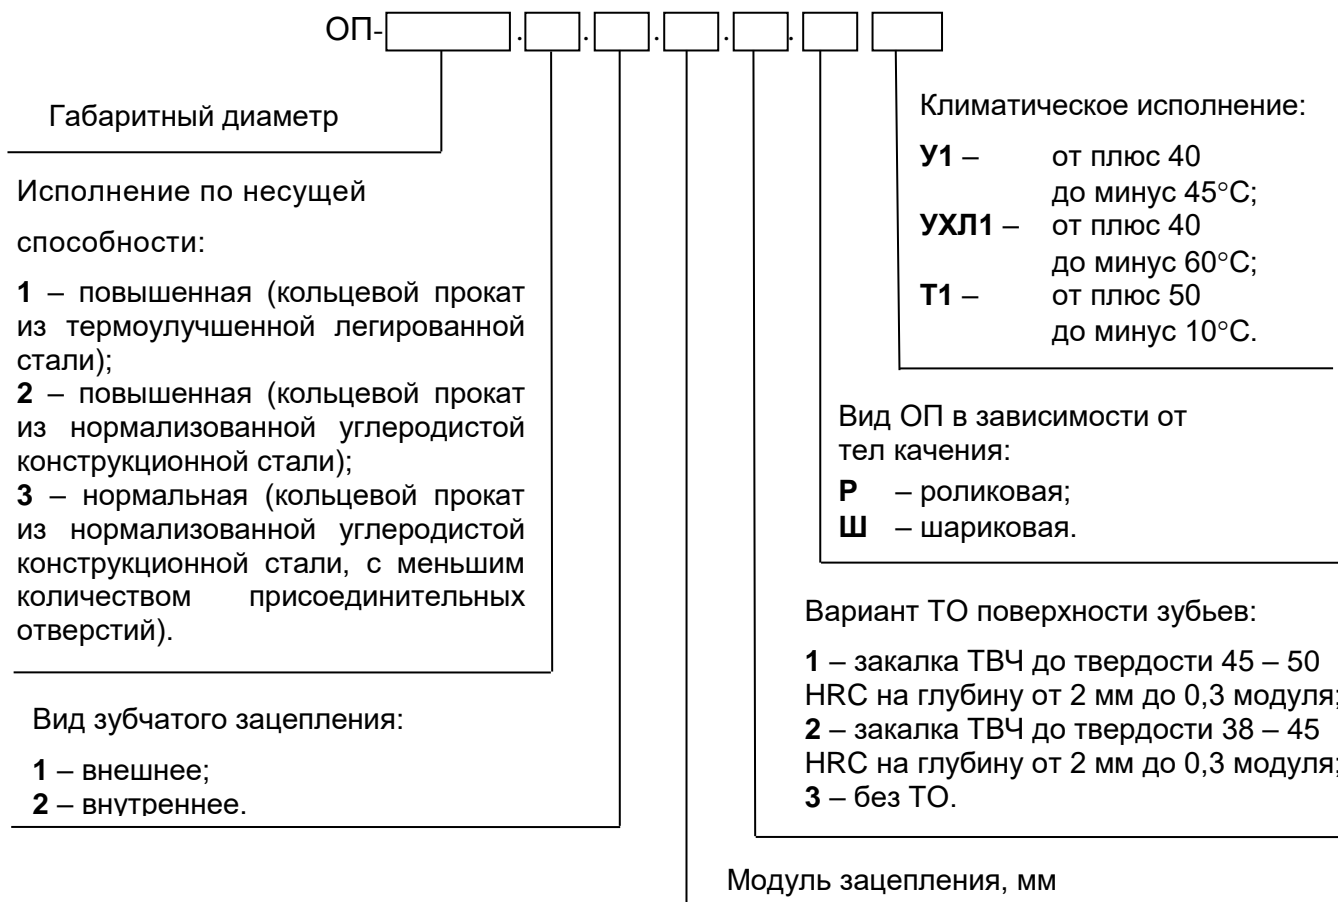 ОП- . . . . .
Габаритный диаметр
Исполнение по несущей
способности:
1 – повышенная (кольцевой прокат
из термоулучшенной легированной
стали);
2 – повышенная (кольцевой прокат
из нормализованной углеродистой
конструкционной стали);
3 – нормальная (кольцевой прокат
из нормализованной углеродистой
конструкционной стали, с меньшим
количеством присоединительных
отверстий).
Вид зубчатого зацепления:
1 – внешнее;
2 – внутреннее.
Климатическое исполнение:
У1 – от плюс 40
до минус 45°С;
УХЛ1 – от плюс 40
до минус 60°С;
Т1 – от плюс 50
до минус 10°С.
Вид ОП в зависимости от
тел качения:
Р – роликовая;
Ш – шариковая.
Вариант ТО поверхности зубьев:
1 – закалка ТВЧ до твердости 45 – 50
HRC на глубину от 2 мм до 0,3 модуля;
2 – закалка ТВЧ до твердости 38 – 45
HRC на глубину от 2 мм до 0,3 модуля;
3 – без ТО.
Модуль зацепления, мм